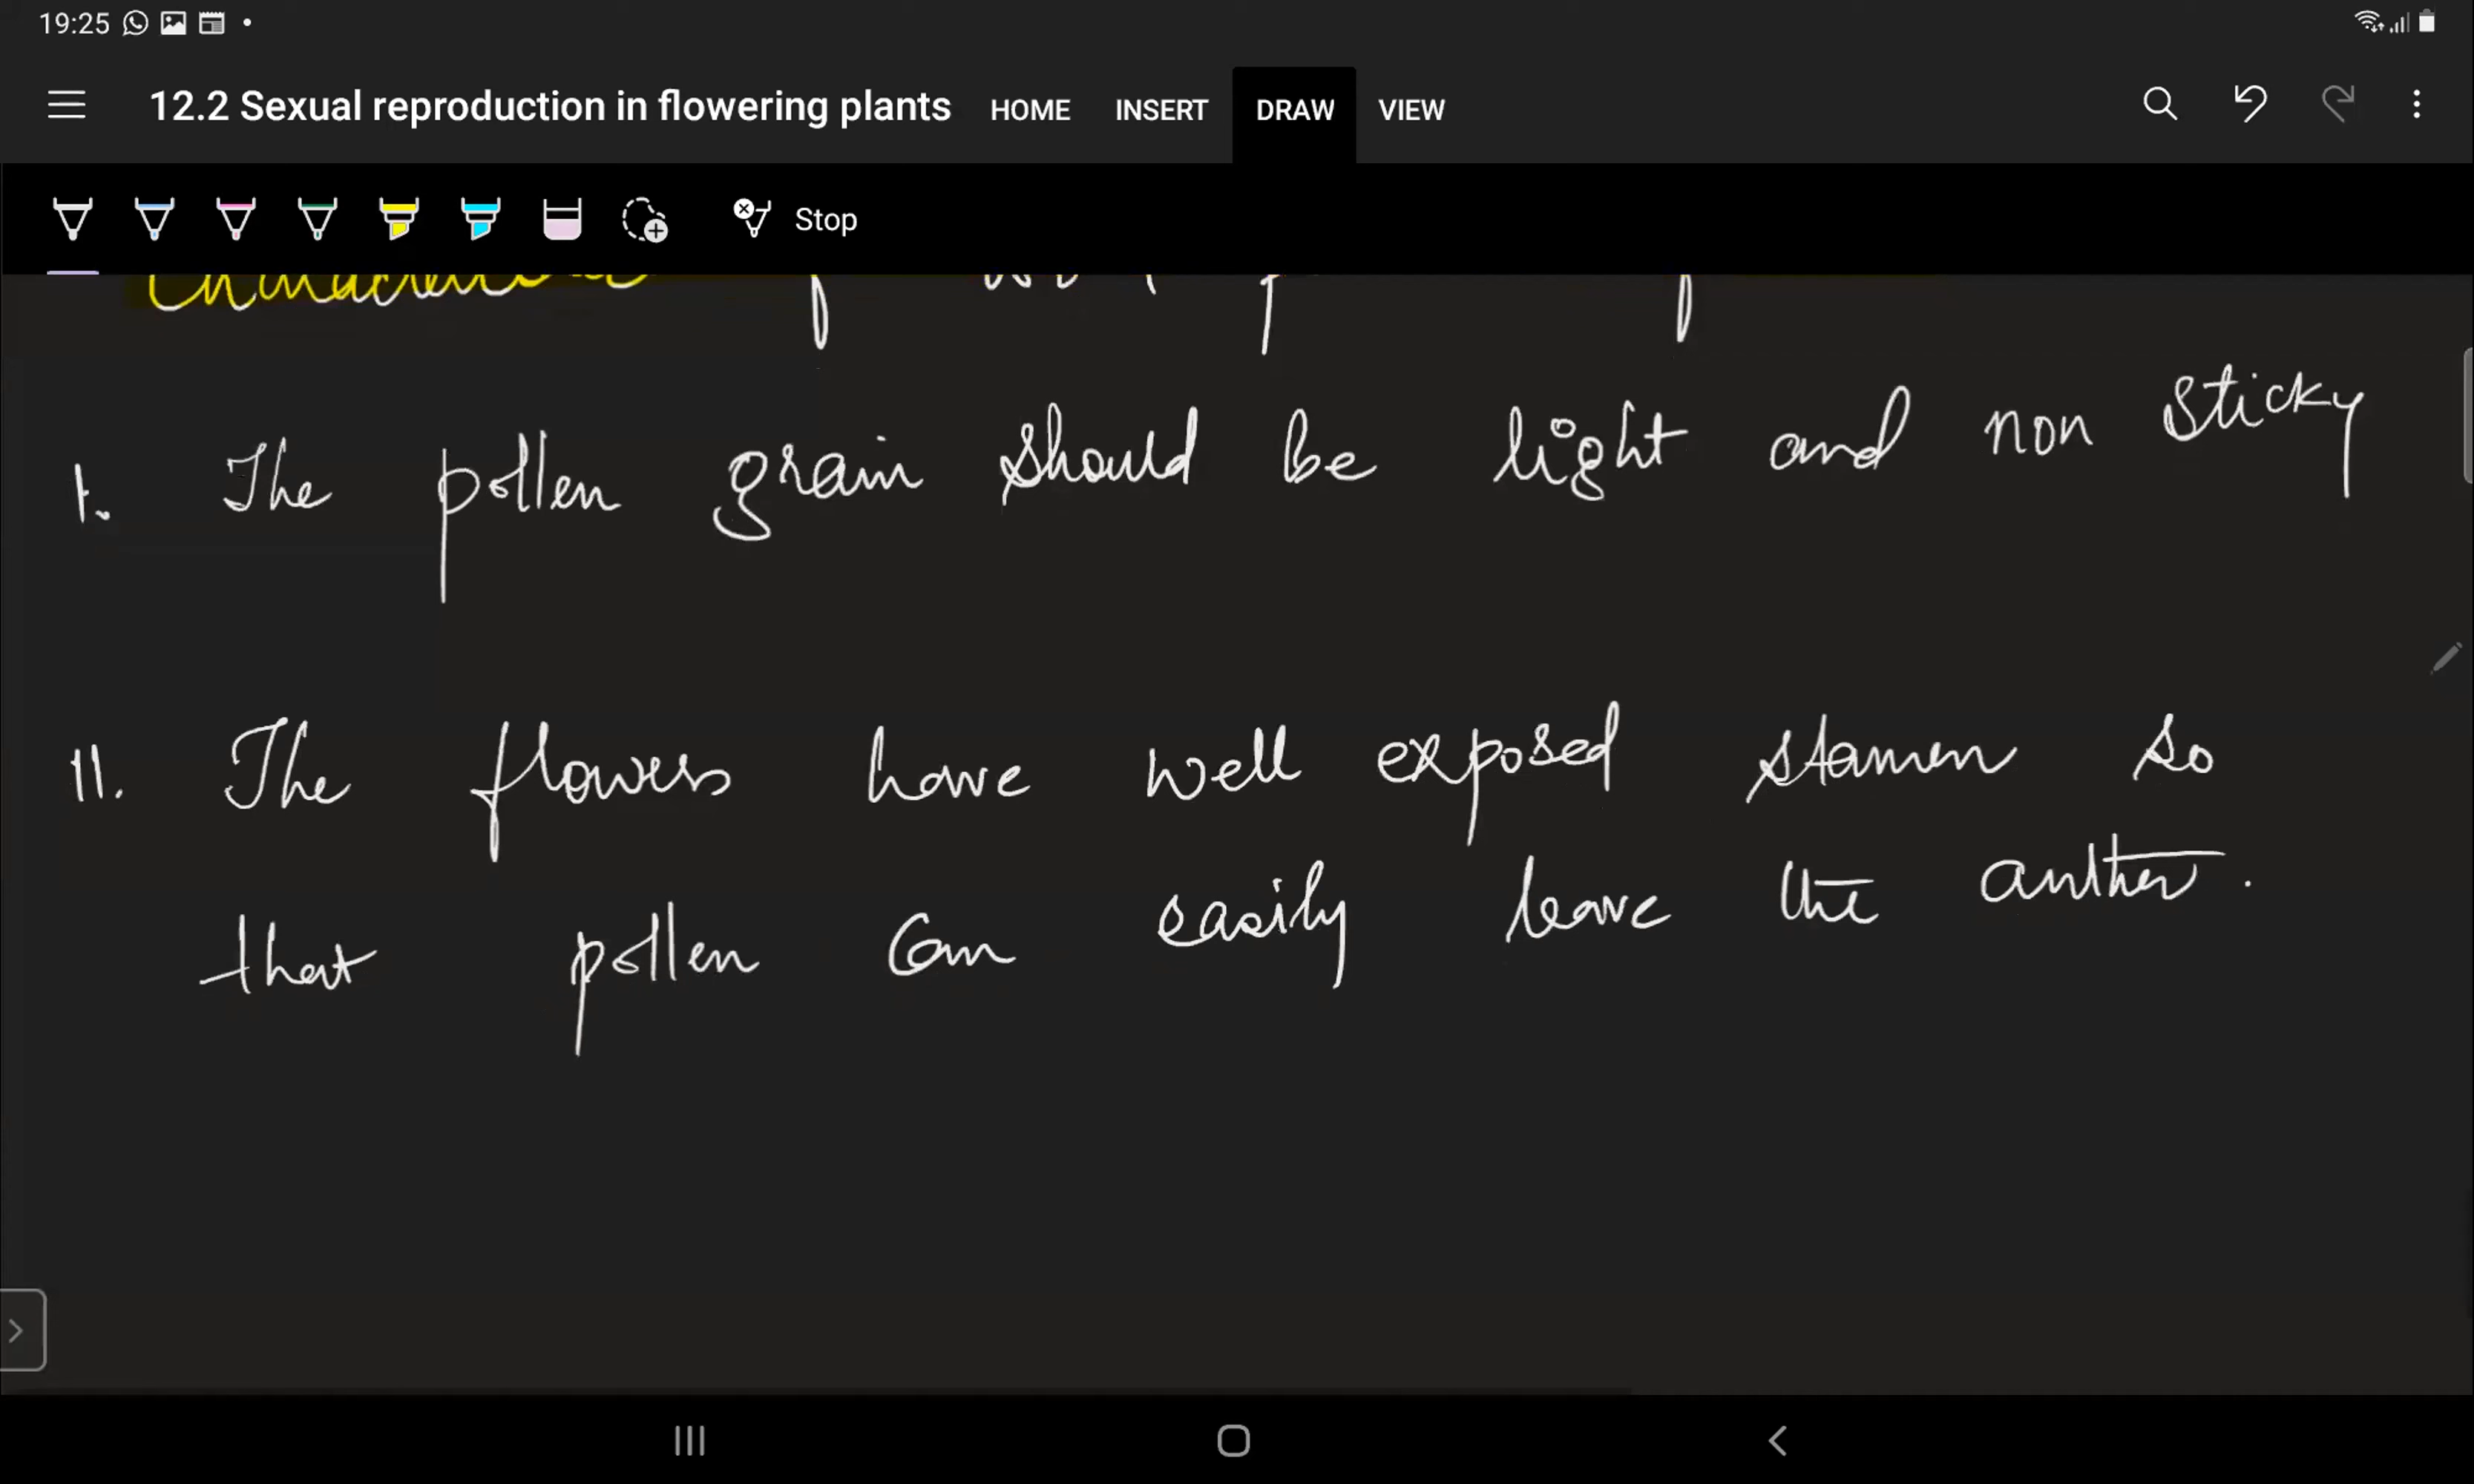 19:25
12.2 Sexual reproduction in flowering plants HOME INSERT DRAW VIEW
Stop
I. The pollen grain should be light and non sticky
II. The flowers have well exposed stamen so
that pollen can easily leave the anther.